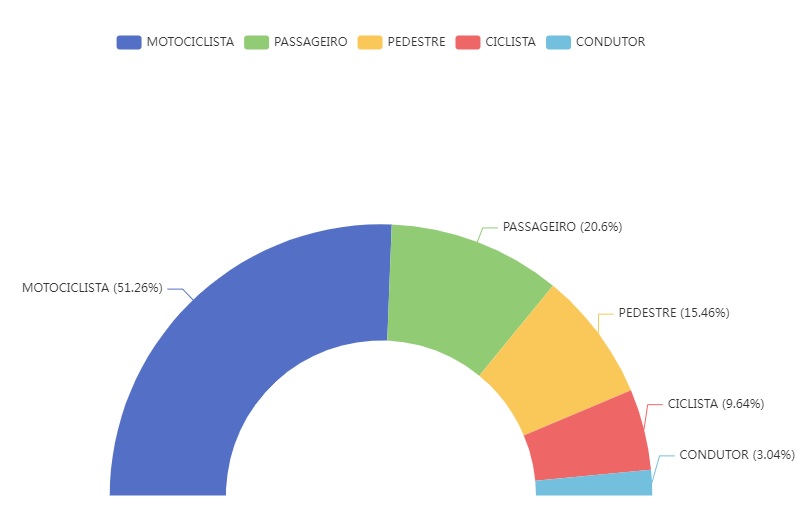 MOTOCICLISTA PASSAGEIRO PEDESTRE CICLISTA CONDUTOR
PASSAGEIRO (20.6%)
MOTOCICLISTA (51.26%)
PEDESTRE (15.46%)
CICLISTA (9.64%)
CONDUTOR (3.04%)